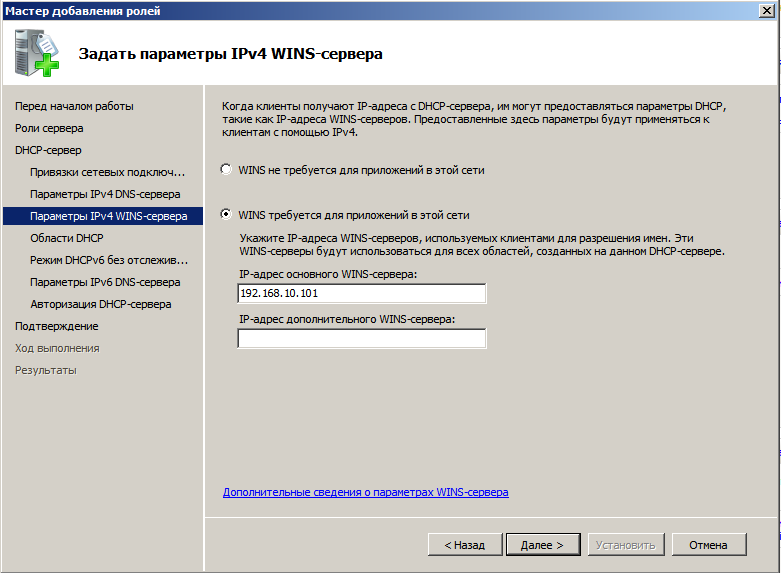 Мастер добавления ролей
Задать параметры IPv4 WINS-сервера
Перед началом работы
Роли сервера
DHCP-сервер
Привязки сетевых подключ...
Параметры IPv4 DNS-сервера
Параметры IPv4 WINS-сервера
Области DHCP
Режим DHCPv6 без отслежив...
Параметры IPv6 DNS-сервера
Авторизация DHCP-сервера
Подтверждение
Ход выполнения
Результаты
Когда клиенты получают IP-адреса с DHCP-сервера, им могут предоставляться параметры DHCP,
такие как IP-адреса WINS-серверов. Предоставленные здесь параметры будут применяться к
клиентам с помощью IPv4.
WINS не требуется для приложений в этой сети
WINS требуется для приложений в этой сети
Укажите IP-адреса WINS-серверов, используемых клиентами для разрешения имен. Эти
WINS-серверы будут использоваться для всех областей, созданных на данном DHCP-сервере.
IP-адрес основного WINS-сервера:
192.168.10.101
IP-адрес дополнительного WINS-сервера:
Дополнительные сведения о параметрах WINS-сервера
< Назад
Далее >
Установить
Отмена